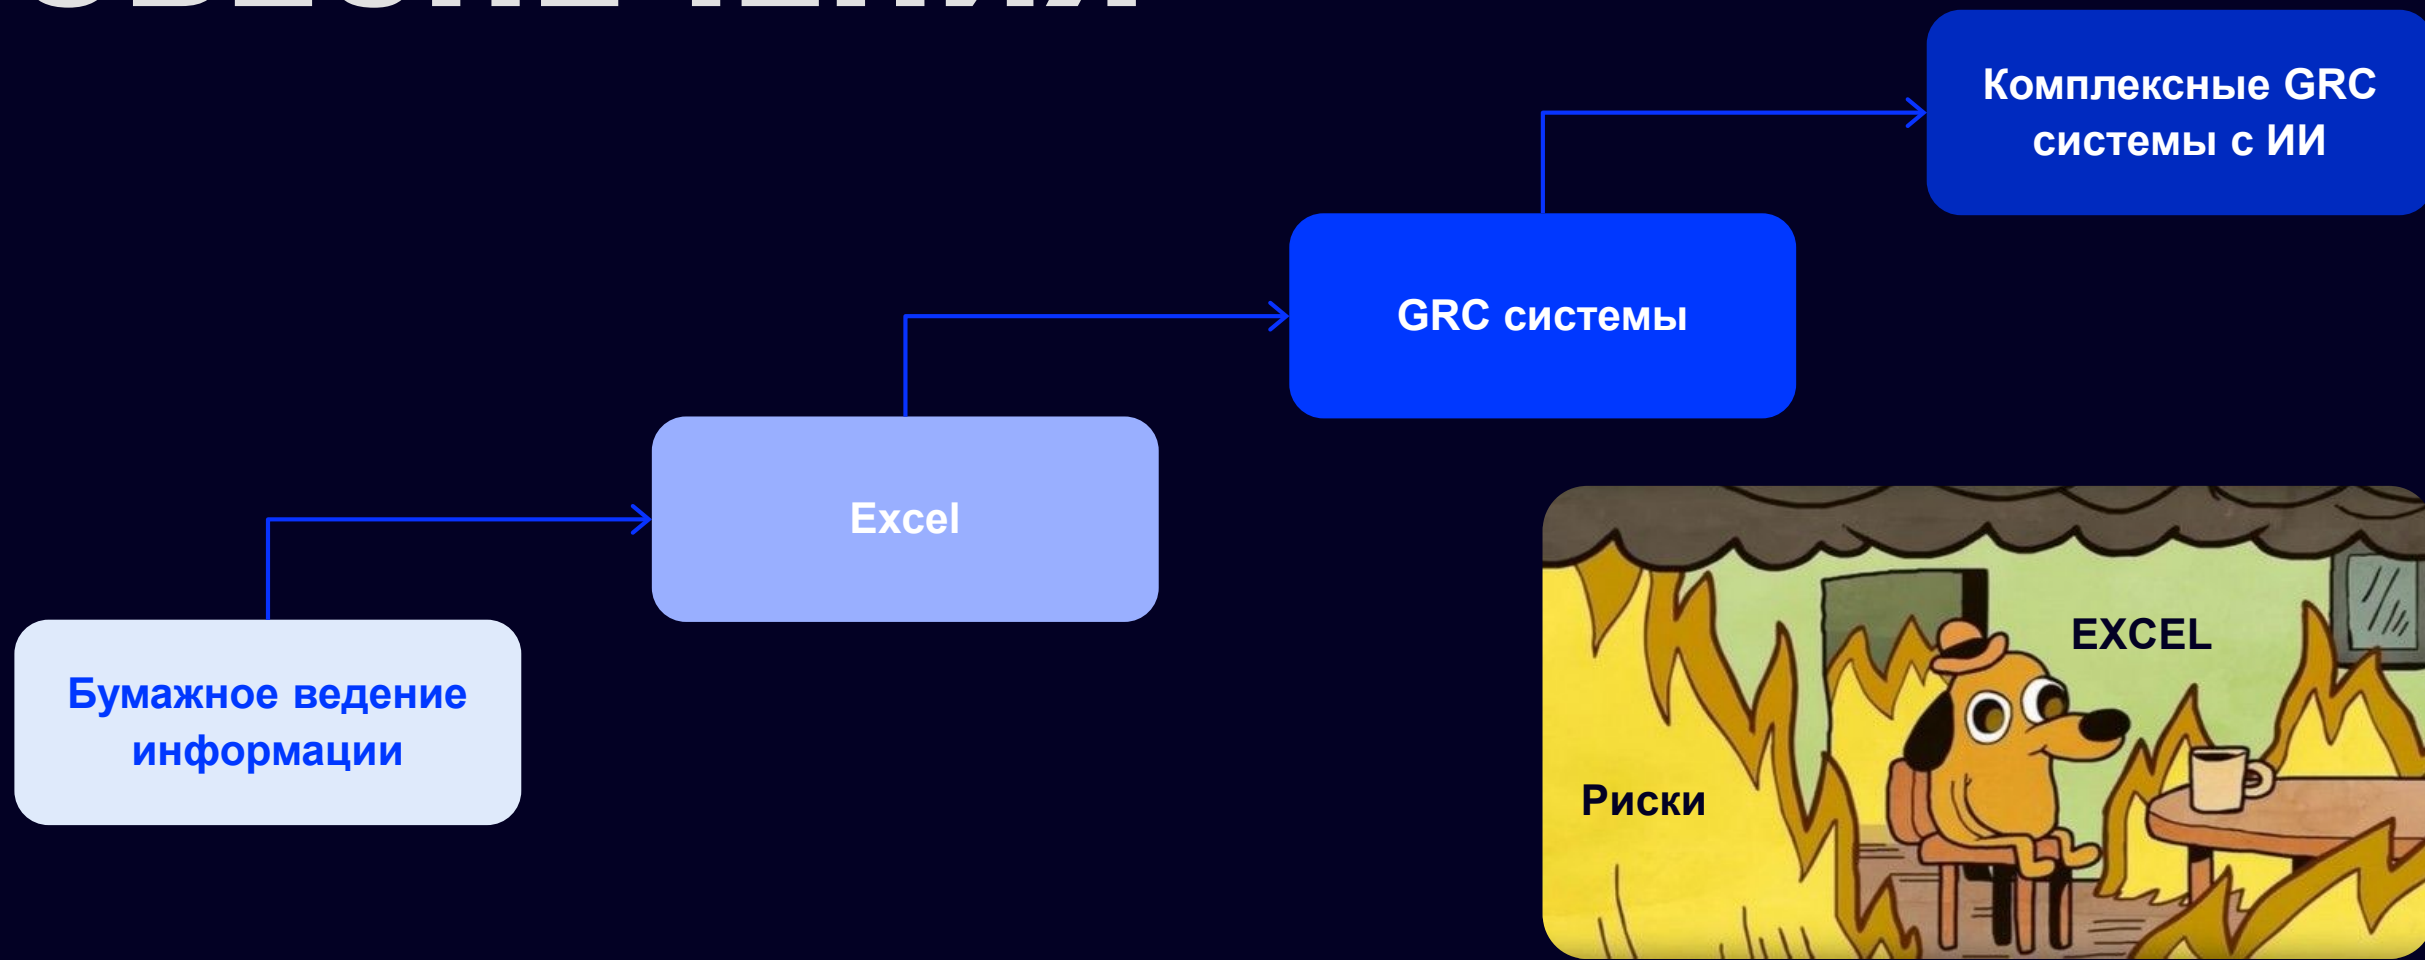 Комплексные GRC
системы с ИИ
GRC системы
Excel
Бумажное ведение
информации
EXCEL
Риски